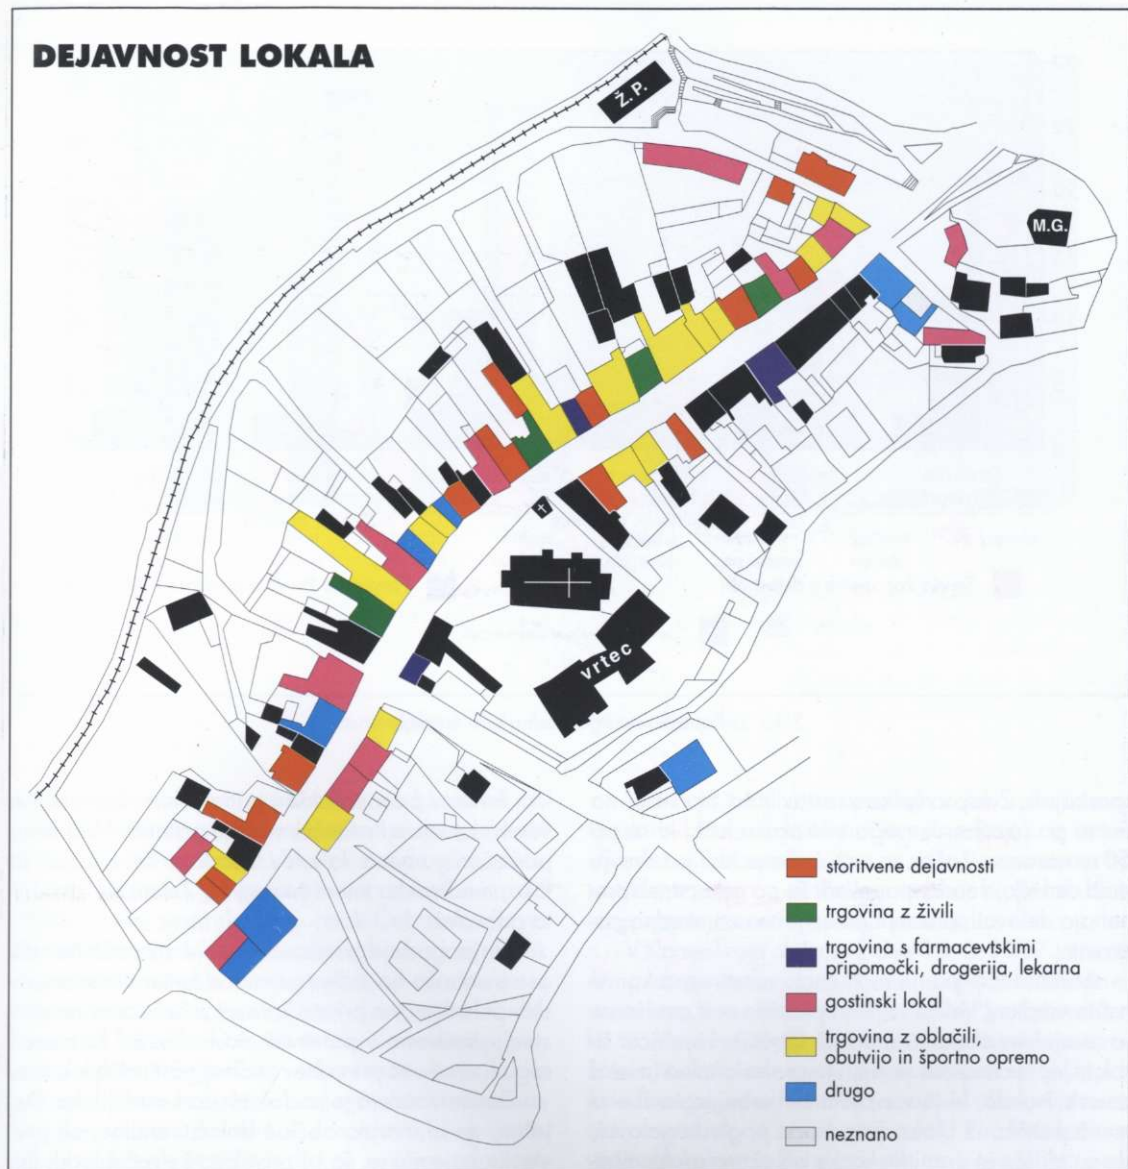 DEJAVNOST LOKALA
Ž. P.
M.G.
vrtec
storitvene dejavnosti
trgovina z živili
trgovina s farmacevtskimi
pripomočki, drogerija, lekarna
gostinski lokal
trgovina z oblačili,
obutvijo in športno opremo
drugo
neznano